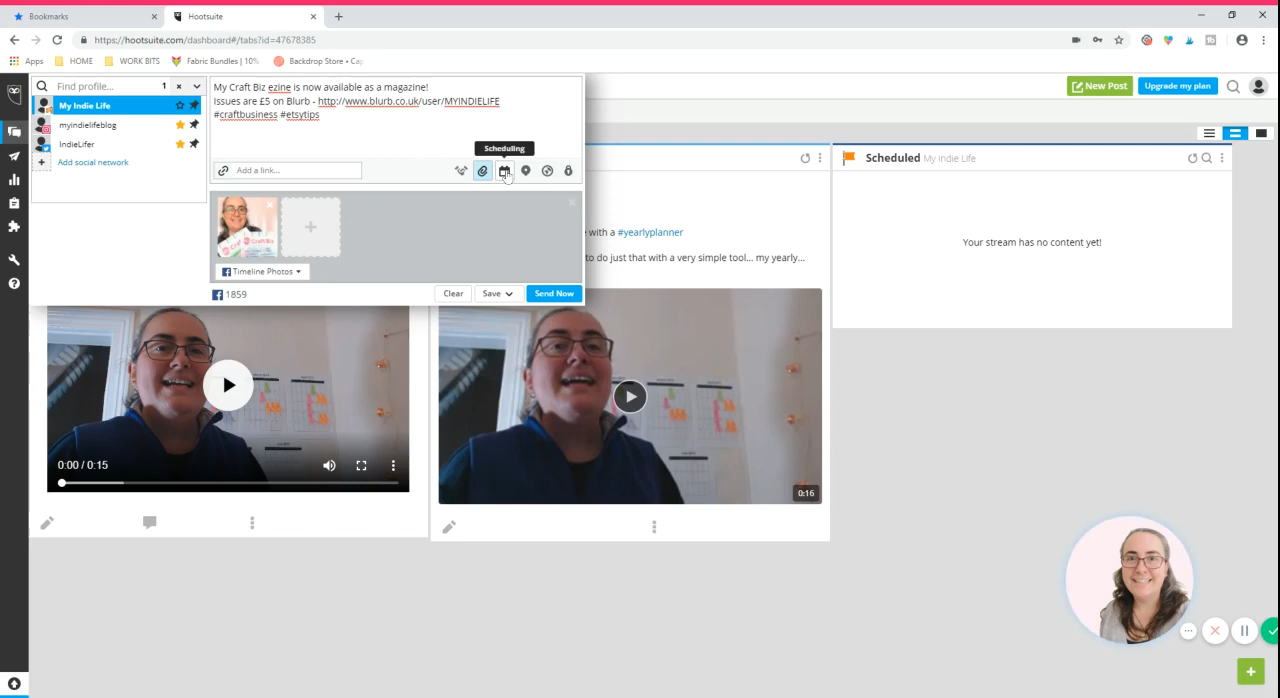 Bookmarks
Hootsuite
https://hootsuite.com/dashboard#/tabs?id=47678385
Apps HOME WORK BITS Fabric Bundles | 10% Backdrop Store • Ca
Find profile... 1
My Indie Life
myindielifeblog
IndieLifer
Add social network
My Craft Biz ezine is now available as a magazine!
Issues are £5 on Blurb - http://www.blurb.co.uk/user/MYINDIELIFE
#craftbusiness #etsytips
Scheduling
Add a link...
Timeline Photos
1859
Clear Save Send Now
New Post Upgrade my plan
Scheduled My Indie Life
Your stream has no content yet!
with a #yearlyplanner
to do just that with a very simple tool... my yearly...
0:00 / 0:15
0:16